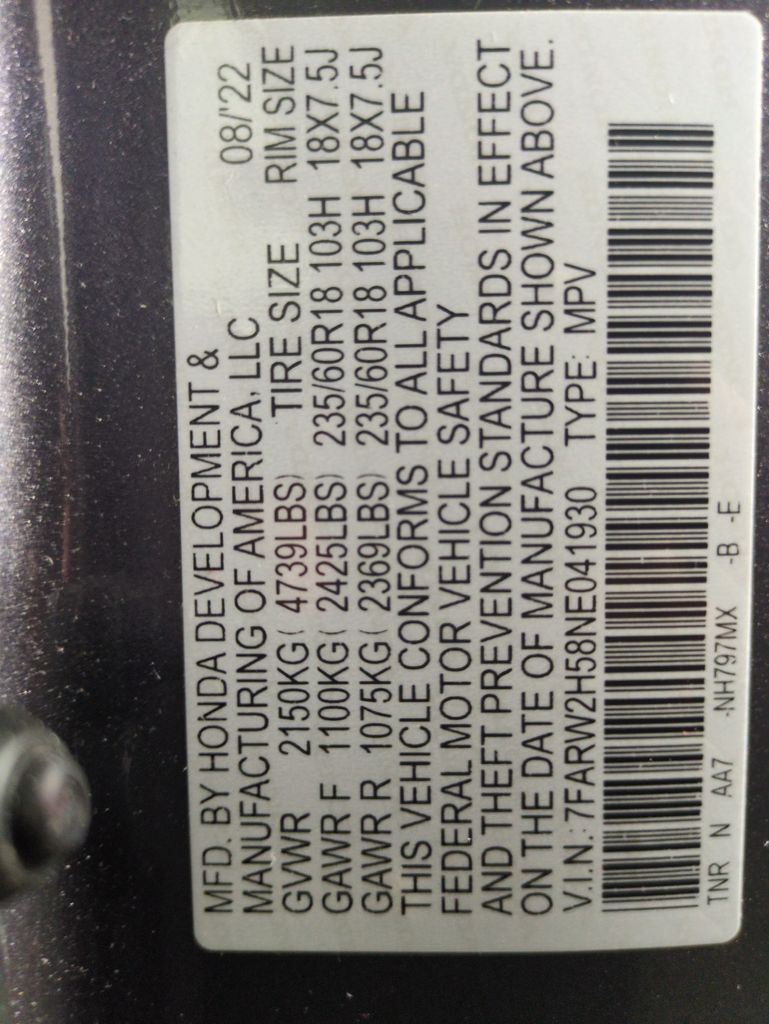 MFD. BY HONDA DEVELOPMENT &
MANUFACTURING OF AMERICA, LLC 08/'22
GVWR 2150KG( 4739LBS) TIRE SIZE RIM SIZE
GAWR F 1100KG( 2425LBS) 235/60R18 103H 18X7.5J
GAWR R 1075KG( 2369LBS) 235/60R18 103H 18X7.5J
THIS VEHICLE CONFORMS TO ALL APPLICABLE
FEDERAL MOTOR VEHICLE SAFETY
AND THEFT PREVENTION STANDARDS IN EFFECT
ON THE DATE OF MANUFACTURE SHOWN ABOVE.
V.I.N.: 7FARW2H58NE041930 TYPE: MPV
TNR N AA7 -NH797MX -B -E